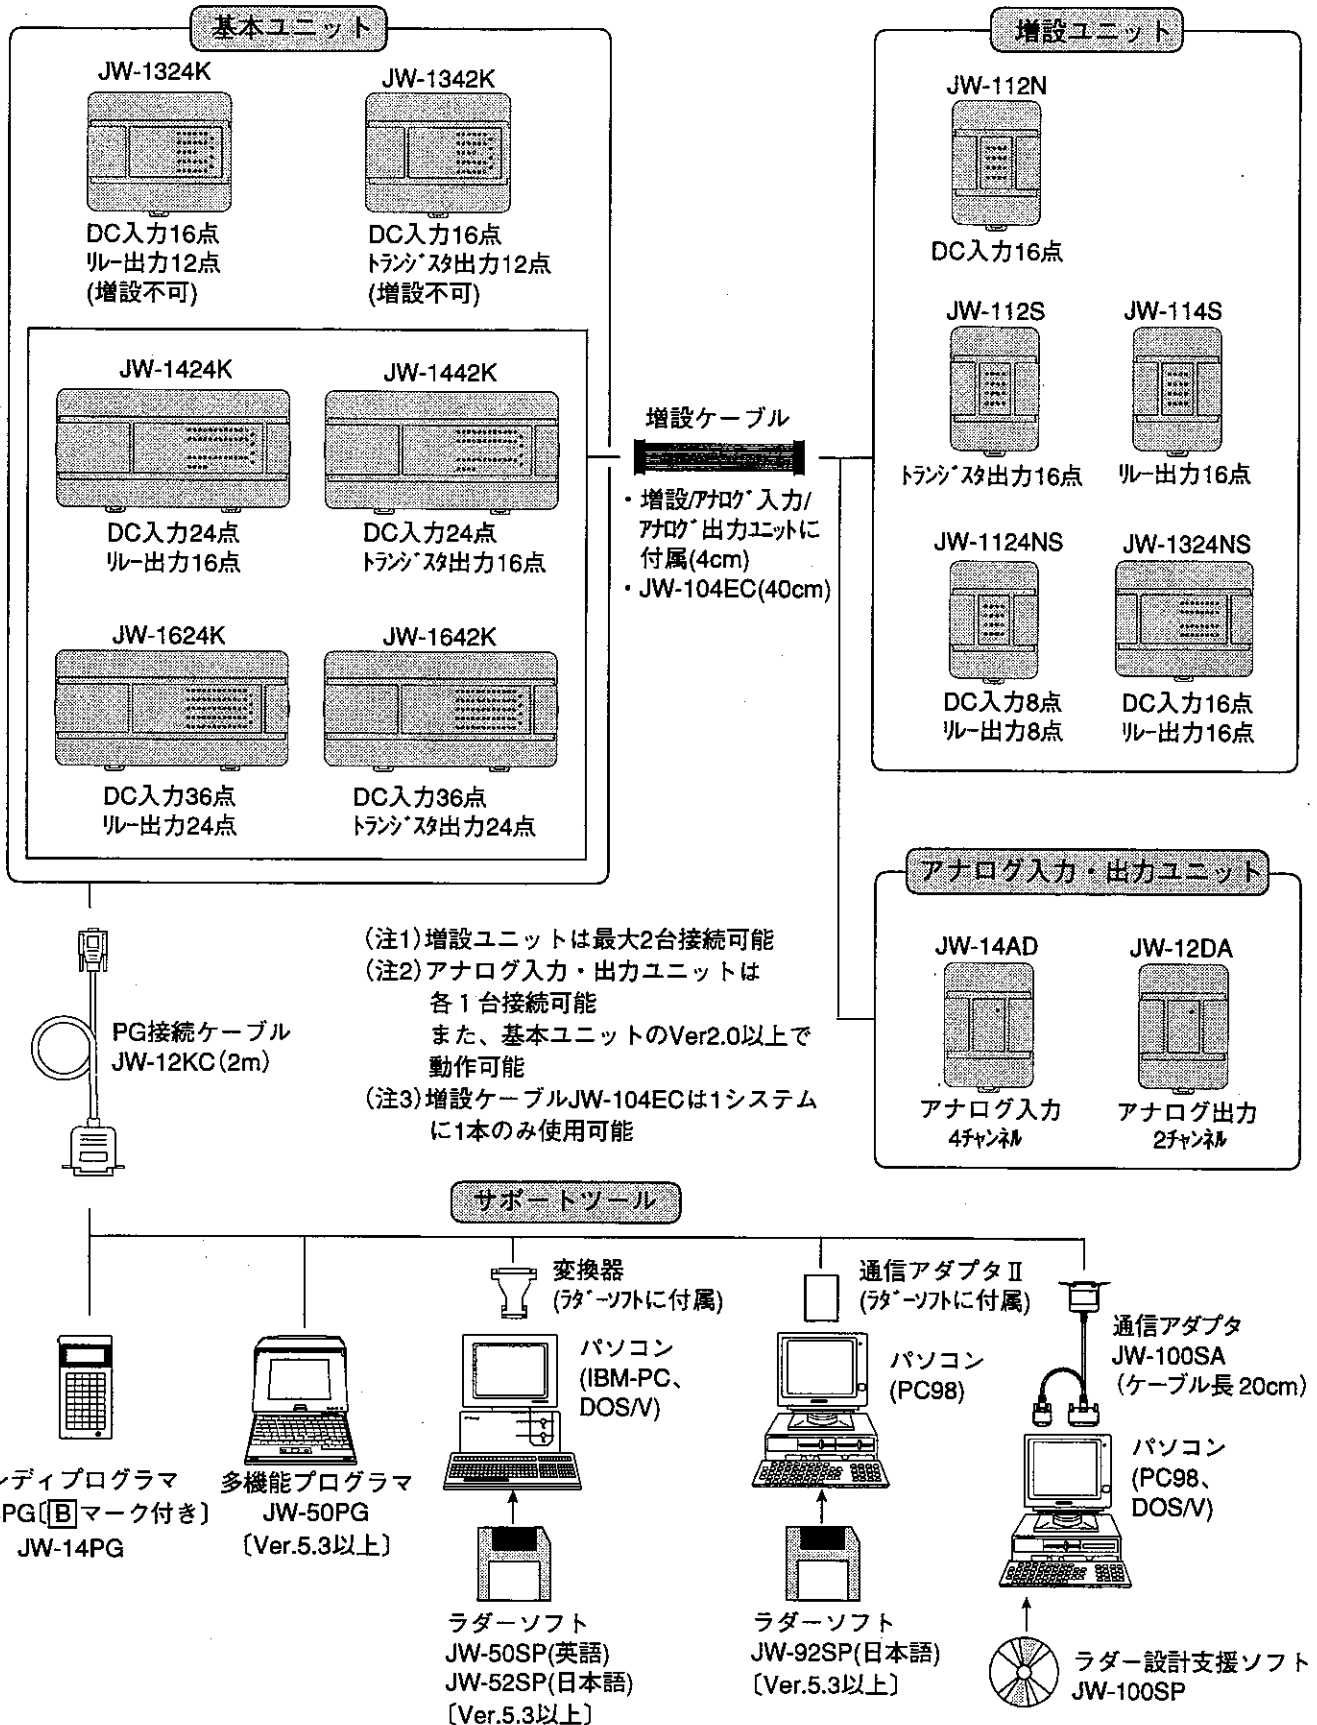 基本ユニット
JW-1324K
DC入力16点
リレー出力12点
(増設不可)
JW-1342K
DC入力16点
トランジスタ出力12点
(増設不可)
JW-1424K
DC入力24点
リレー出力16点
JW-1442K
DC入力24点
トランジスタ出力16点
JW-1624K
DC入力36点
リレー出力24点
JW-1642K
DC入力36点
トランジスタ出力24点
増設ケーブル
・増設/アナログ入力/
アナログ出力ユニットに
付属(4cm)
・JW-104EC(40cm)
増設ユニット
JW-112N
DC入力16点
JW-112S
トランジスタ出力16点
JW-114S
リレー出力16点
JW-1124NS
DC入力8点
リレー出力8点
JW-1324NS
DC入力16点
リレー出力16点
アナログ入力・出力ユニット
JW-14AD
アナログ入力
4チャンネル
JW-12DA
アナログ出力
2チャンネル
PG接続ケーブル
JW-12KC(2m)
(注1)増設ユニットは最大2台接続可能
(注2)アナログ入力・出力ユニットは
各1台接続可能
また、基本ユニットのVer2.0以上で
動作可能
(注3)増設ケーブルJW-104ECは1システム
に1本のみ使用可能
サポートツール
ンディプログラマ
PG〔Bマーク付き〕
JW-14PG
多機能プログラマ
JW-50PG
〔Ver.5.3以上〕
変換器
(ラダーソフトに付属)
パソコン
(IBM-PC、
DOS/V)
ラダーソフト
JW-50SP(英語)
JW-52SP(日本語)
〔Ver.5.3以上〕
通信アダプタⅡ
(ラダーソフトに付属)
パソコン
(PC98)
ラダーソフト
JW-92SP(日本語)
〔Ver.5.3以上〕
通信アダプタ
JW-100SA
(ケーブル長 20cm)
パソコン
(PC98、
DOS/V)
ラダー設計支援ソフト
JW-100SP